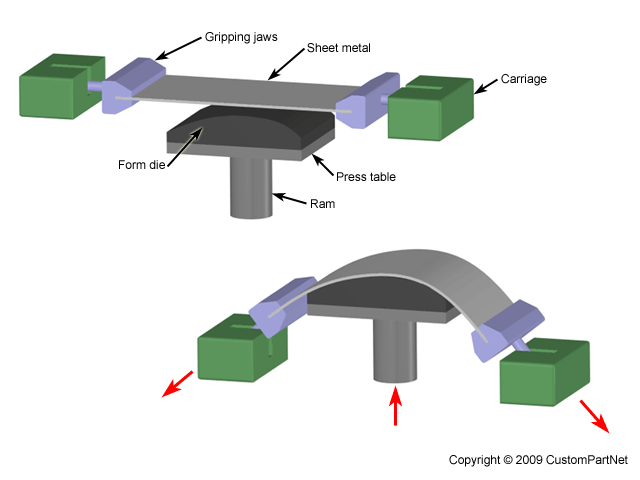 Gripping jaws
Sheet metal
Carriage
Form die
Press table
Ram
Copyright © 2009 CustomPartNet